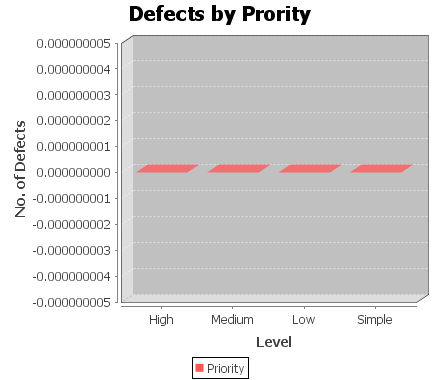 Defects by Prority
0.000000005
0.000000004
0.000000003
0.000000002
0.000000001
0.000000000
-0.000000001
-0.000000002
-0.000000003
-0.000000004
-0.000000005
No. of Defects
High Medium Low Simple
Level
Priority